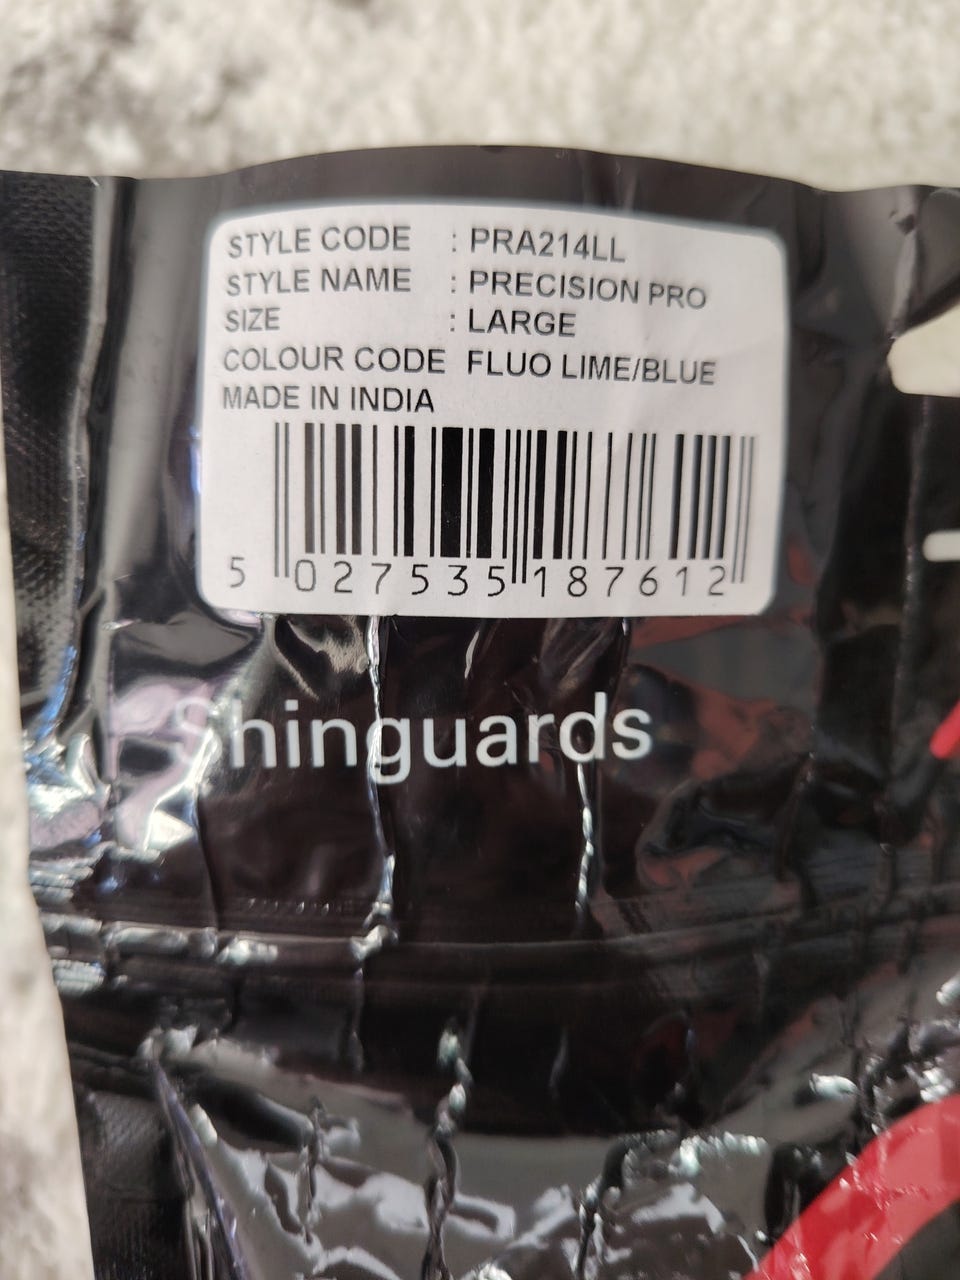 STYLE CODE : PRA214LL
STYLE NAME : PRECISION PRO
SIZE : LARGE
COLOUR CODE FLUO LIME/BLUE
MADE IN INDIA
5 027535 187612
Shinguards